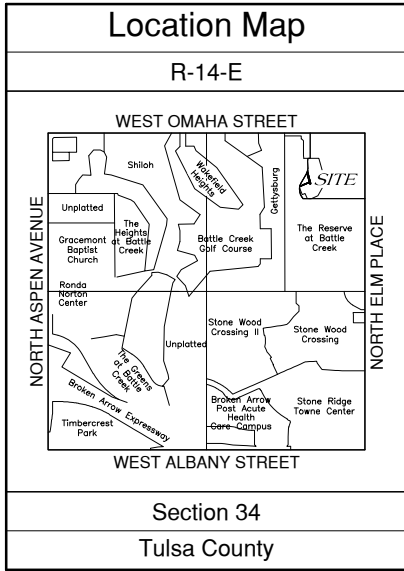 Location Map
R-14-E
WEST OMAHA STREET
NORTH ASPEN AVENUE
NORTH ELM PLACE
Shiloh
Wakefield
Heights
Gettysburg
SITE
Unplatted
The
Heights
at Battle
Creek
Gracemont
Baptist
Church
Battle Creek
Golf Course
The Reserve
at Battle
Creek
Ronda
Norton
Center
Unplatted
Stone Wood
Crossing II
Stone Wood
Crossing
The Greens
at Battle
Creek
Broken Arrow Expressway
Timbercrest
Park
Broken Arrow
Post Acute
Health
Care Campus
Stone Ridge
Towne Center
WEST ALBANY STREET
Section 34
Tulsa County